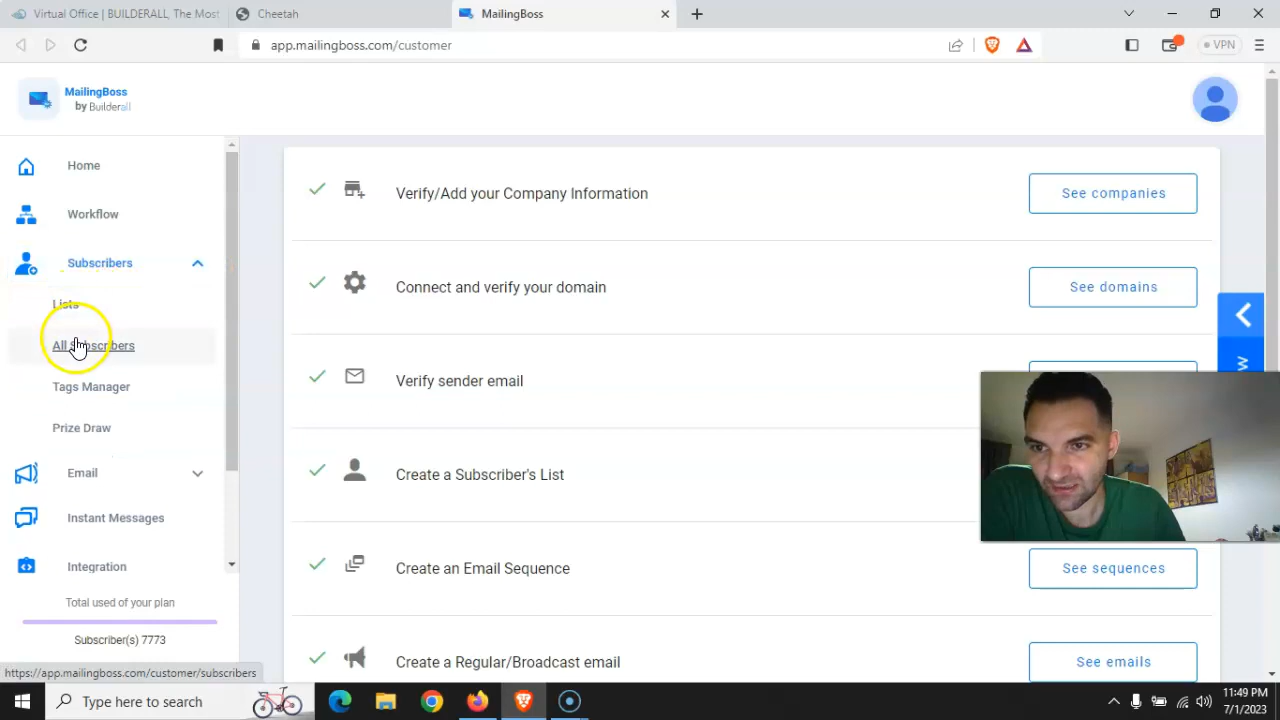 Virtual Office | BUILDERALL, The Most
Cheetah
MailingBoss
app.mailingboss.com/customer
VPN
MailingBoss
by Builderall
Home
Workflow
Subscribers
Lists
All Subscribers
Tags Manager
Prize Draw
Email
Instant Messages
Integration
Total used of your plan
Subscriber(s) 7773
Verify/Add your Company Information
See companies
Connect and verify your domain
See domains
Verify sender email
Create a Subscriber's List
Create an Email Sequence
See sequences
Create a Regular/Broadcast email
See emails
W
https://app.mailingboss.com/customer/subscribers
Type here to search
11:49 PM
7/1/2023